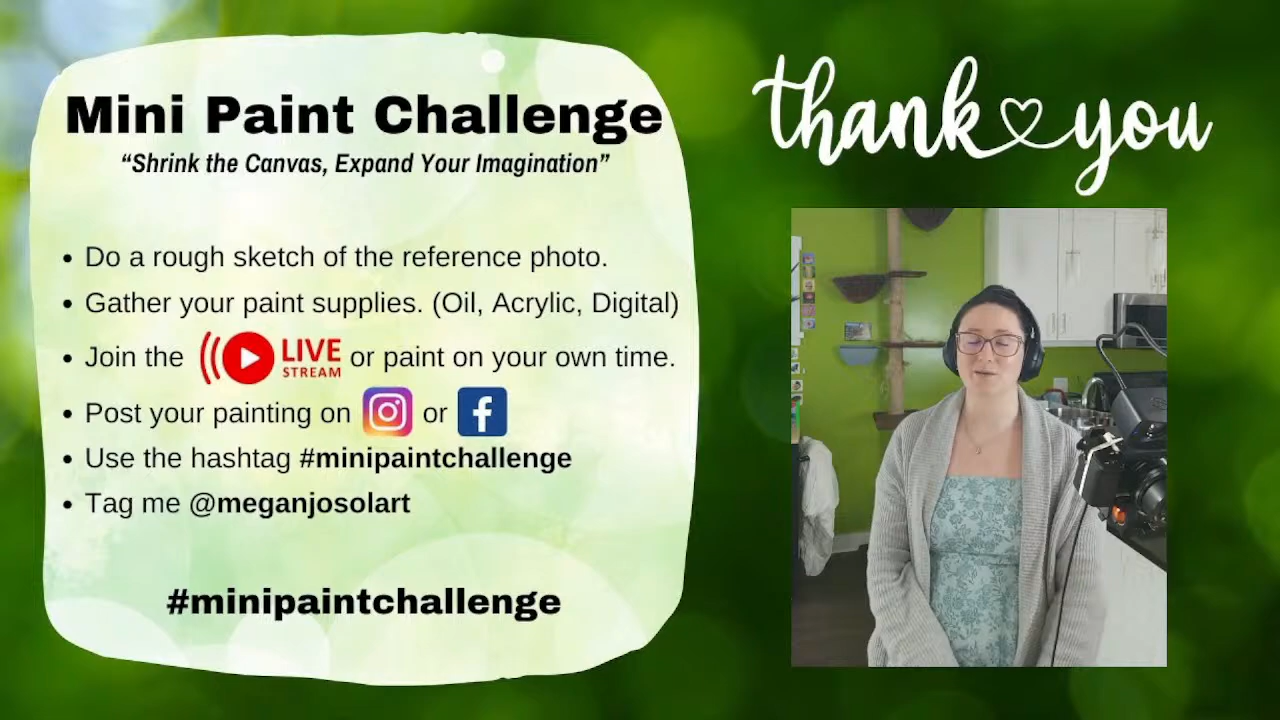 Mini Paint Challenge
“Shrink the Canvas, Expand Your Imagination”
• Do a rough sketch of the reference photo.
• Gather your paint supplies. (Oil, Acrylic, Digital)
• Join the LIVE STREAM or paint on your own time.
• Post your painting on or
• Use the hashtag #minipaintchallenge
• Tag me @meganjosolart
#minipaintchallenge
thank you